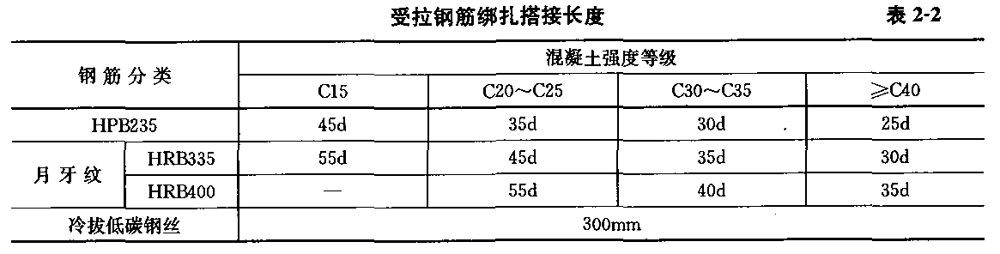 受拉钢筋绑扎搭接长度 表 2-2
钢筋分类 混凝土强度等级
C15 C20～C25 C30～C35 ≥C40
HPB235 45d 35d 30d 25d
月牙纹 HRB335 55d 45d 35d 30d
HRB400 — 55d 40d 35d
冷拔低碳钢丝 300mm